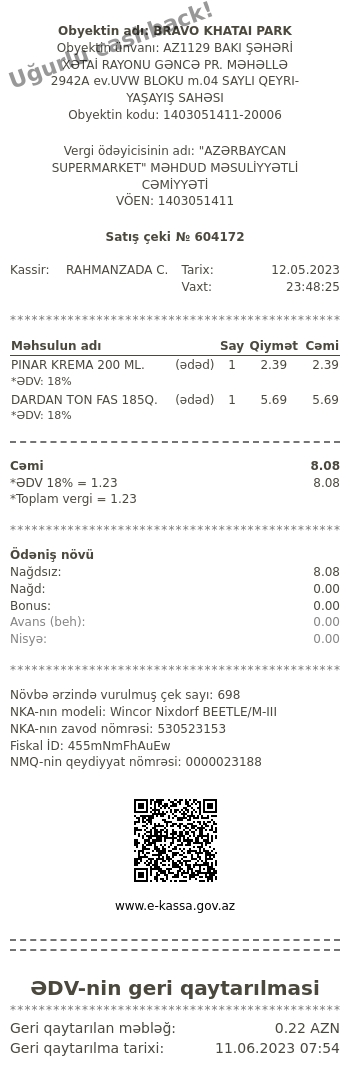 Uğurlu cashback!
Obyektin adı: BRAVO KHATAI PARK
Obyektin ünvanı: AZ1129 BAKI ŞƏHƏRİ
XƏTAİ RAYONU GƏNCƏ PR. MƏHƏLLƏ
2942A ev.UVW BLOKU m.04 SAYLI QEYRI-
YAŞAYIŞ SAHƏSI
Obyektin kodu: 1403051411-20006
Vergi ödəyicisinin adı: "AZƏRBAYCAN
SUPERMARKET" MƏHDUD MƏSULİYYƏTLİ
CƏMİYYƏTİ
VÖEN: 1403051411
Satış çeki № 604172
Kassir: RAHMANZADA C. Tarix: 12.05.2023
Vaxt: 23:48:25
********************************************
Məhsulun adı Say Qiymət Cəmi
PINAR KREMA 200 ML. (ədəd) 1 2.39 2.39
*ƏDV: 18%
DARDAN TON FAS 185Q. (ədəd) 1 5.69 5.69
*ƏDV: 18%
Cəmi 8.08
*ƏDV 18% = 1.23 8.08
*Toplam vergi = 1.23
********************************************
Ödəniş növü
Nağdsız: 8.08
Nağd: 0.00
Bonus: 0.00
Avans (beh): 0.00
Nisyə: 0.00
********************************************
Növbə ərzində vurulmuş çek sayı: 698
NKA-nın modeli: Wincor Nixdorf BEETLE/M-III
NKA-nın zavod nömrəsi: 530523153
Fiskal İD: 455mNmFhAuEw
NMQ-nin qeydiyyat nömrəsi: 0000023188
www.e-kassa.gov.az
ƏDV-nin geri qaytarılması
********************************************
Geri qaytarılan məbləğ: 0.22 AZN
Geri qaytarılma tarixi: 11.06.2023 07:54